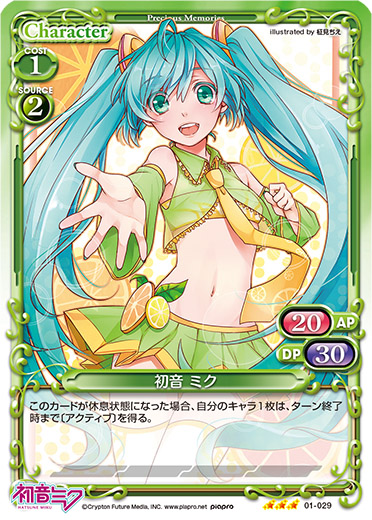 Precious Memories
Character
illustrated by 柾見ちえ
COST
1
SOURCE
2
20 AP
DP 30
初音 ミク
このカードが休息状態になった場合、自分のキャラ1枚は、ターン終了
時まで〔アクティブ〕を得る。
初音ミク
HATSUNE MIKU
©Crypton Future Media, INC. www.piapro.net piapro
01-029